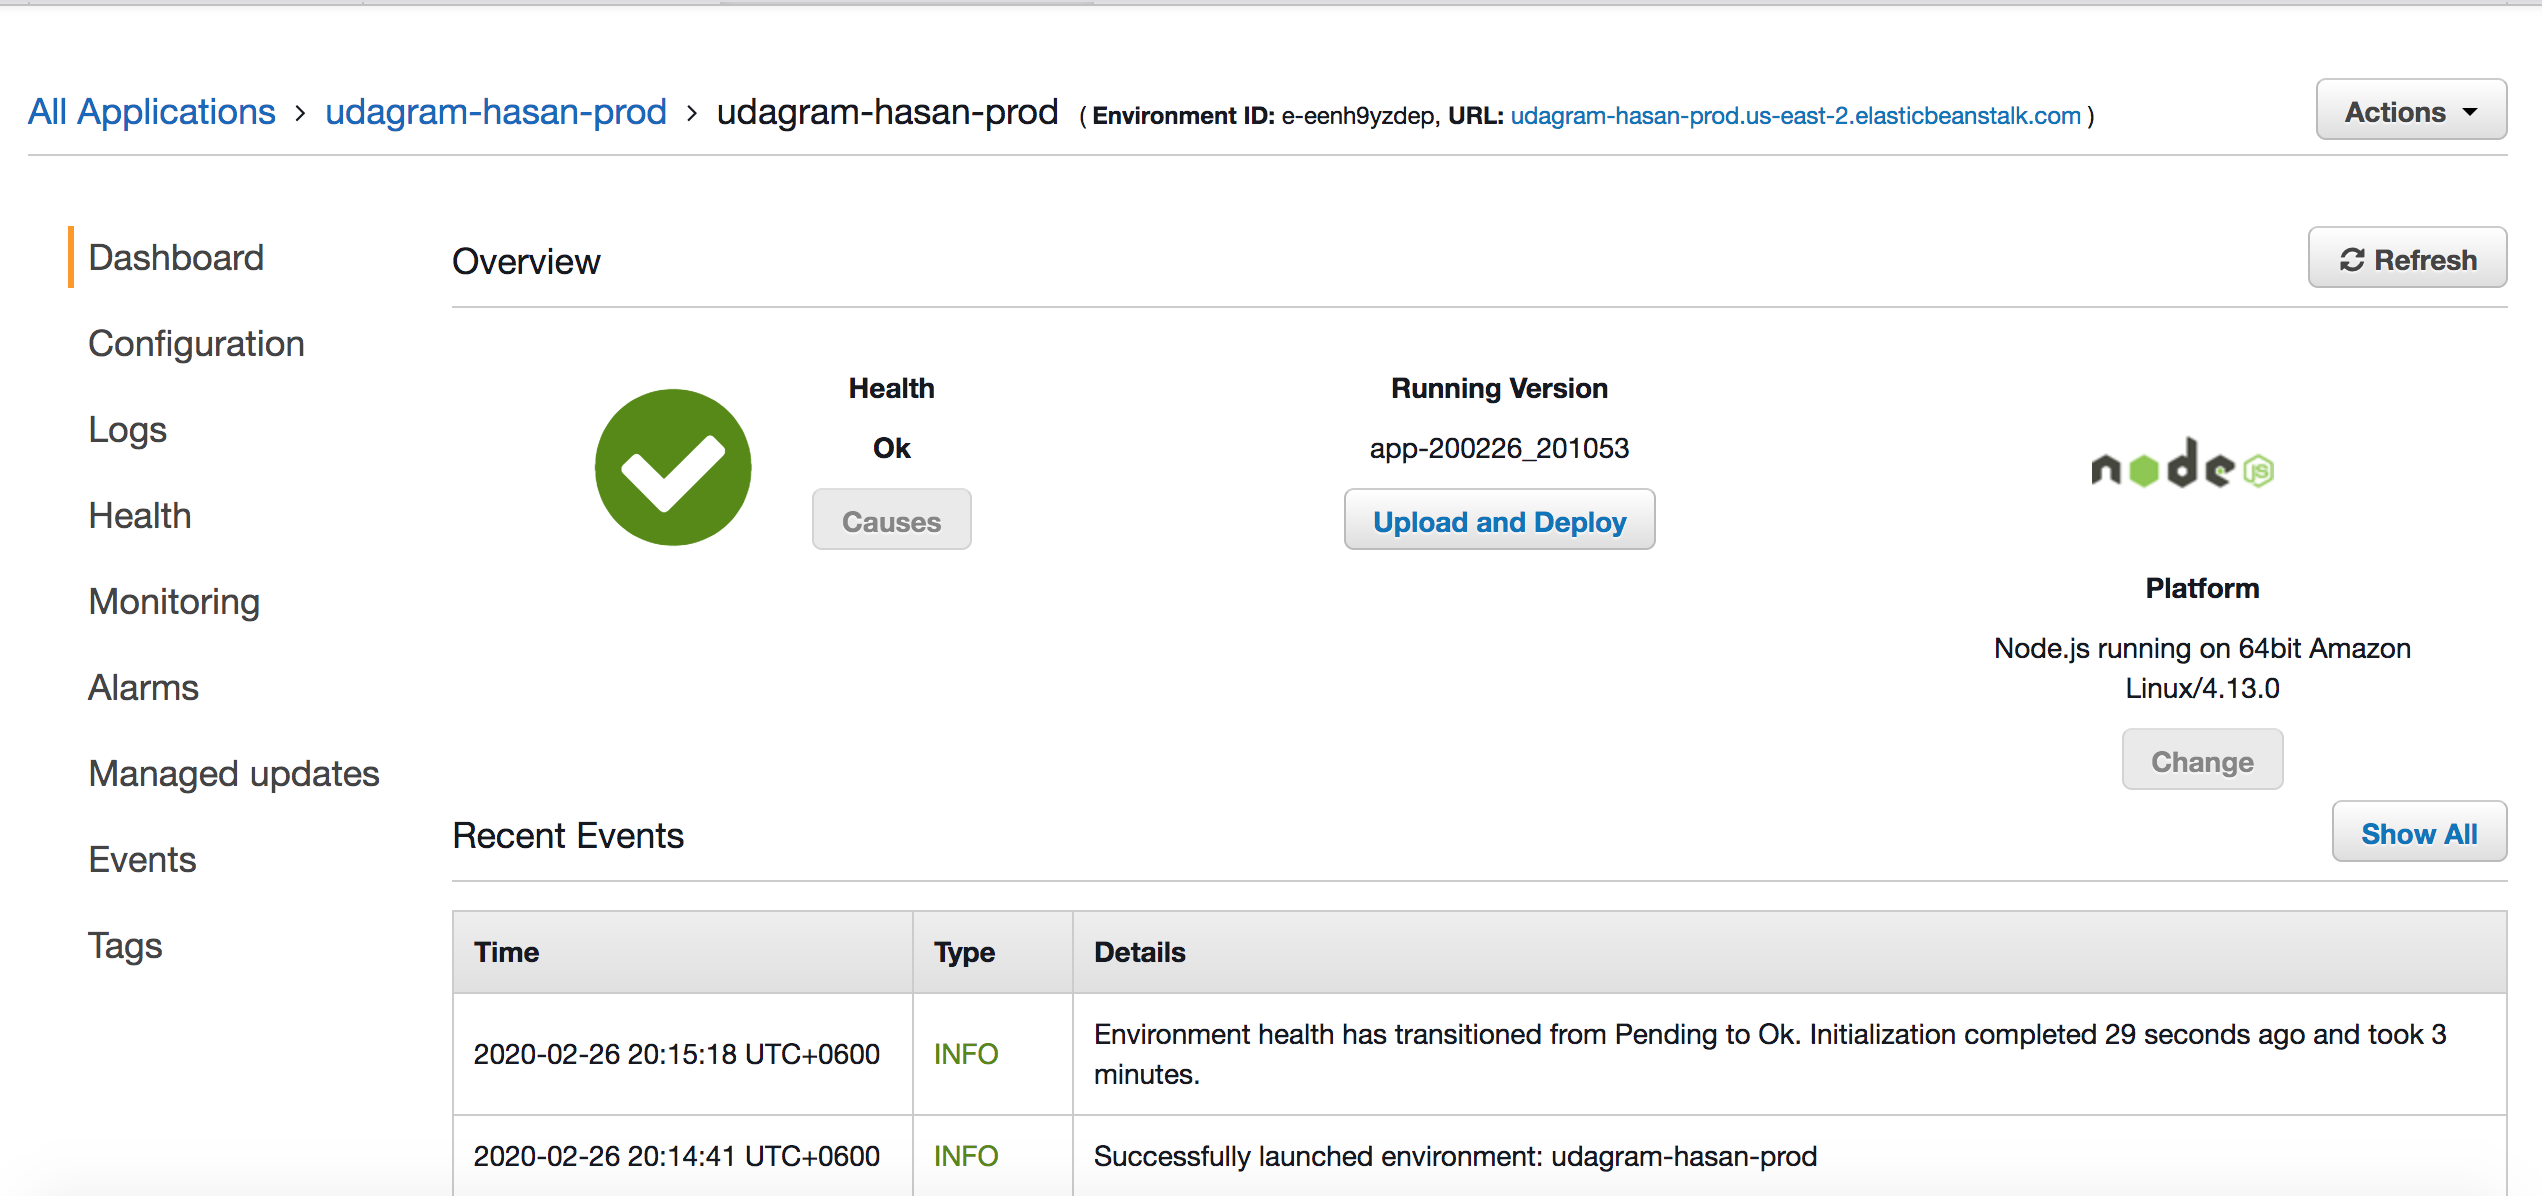 All Applications > udagram-hasan-prod > udagram-hasan-prod ( Environment ID: e-eenh9yzdep, URL: udagram-hasan-prod.us-east-2.elasticbeanstalk.com )
Actions
Dashboard
Configuration
Logs
Health
Monitoring
Alarms
Managed updates
Events
Tags
Overview
Refresh
Health
Ok
Causes
Running Version
app-200226_201053
Upload and Deploy
node JS
Platform
Node.js running on 64bit Amazon
Linux/4.13.0
Change
Recent Events
Show All
Time Type Details
2020-02-26 20:15:18 UTC+0600 INFO Environment health has transitioned from Pending to Ok. Initialization completed 29 seconds ago and took 3
minutes.
2020-02-26 20:14:41 UTC+0600 INFO Successfully launched environment: udagram-hasan-prod